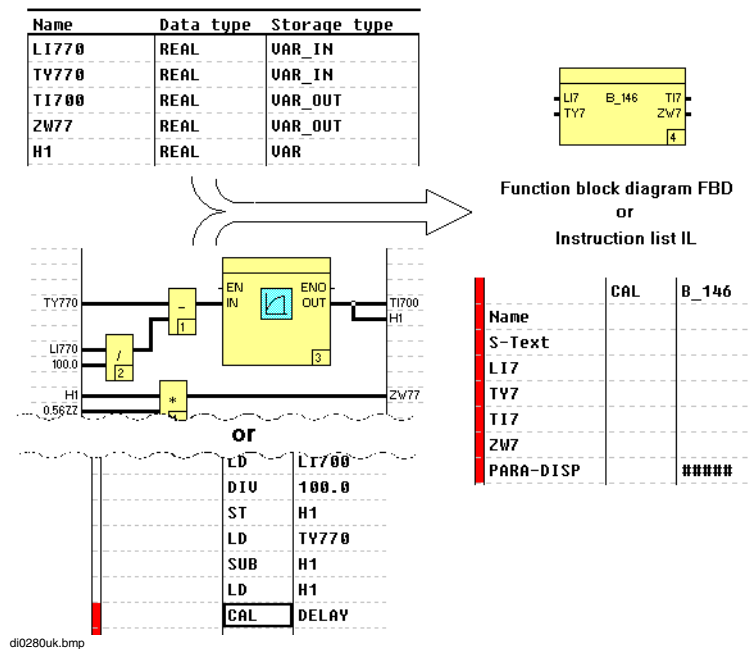 Name Data type Storage type
LI770 REAL VAR_IN
TY770 REAL VAR_IN
TI700 REAL VAR_OUT
ZW77 REAL VAR_OUT
H1 REAL VAR
LI7 B_146 TI7
TY7 ZW7
4
Function block diagram FBD
or
Instruction list IL
EN ENO
IN OUT
TY770 - TI700
1 H1
LI770 /
100.0 2
3
H1 * ZW77
0.5677
or
LD LI700
DIV 100.0
ST H1
LD TY770
SUB H1
LD H1
CAL DELAY
CAL B_146
Name
S-Text
LI7
TY7
TI7
ZW7
PARA-DISP #####
di0280uk.bmp